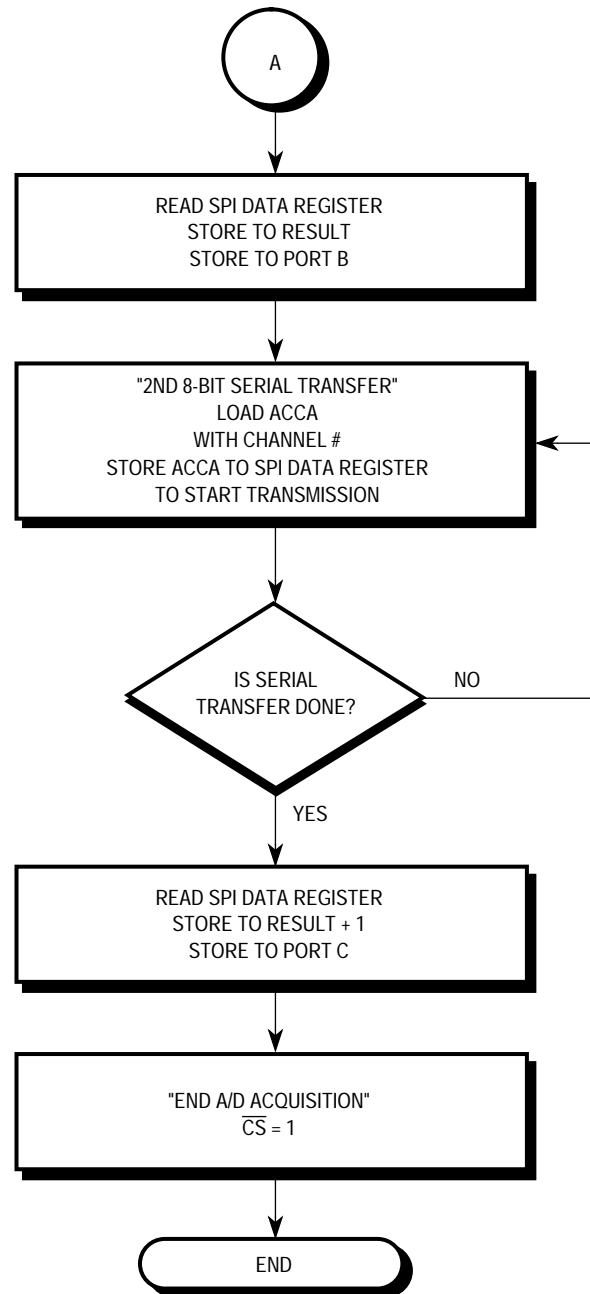 A
READ SPI DATA REGISTER
STORE TO RESULT
STORE TO PORT B
"2ND 8-BIT SERIAL TRANSFER"
LOAD ACCA
WITH CHANNEL #
STORE ACCA TO SPI DATA REGISTER
TO START TRANSMISSION
IS SERIAL
TRANSFER DONE?
NO
YES
READ SPI DATA REGISTER
STORE TO RESULT + 1
STORE TO PORT C
"END A/D ACQUISITION"
C̅S̅ = 1
END